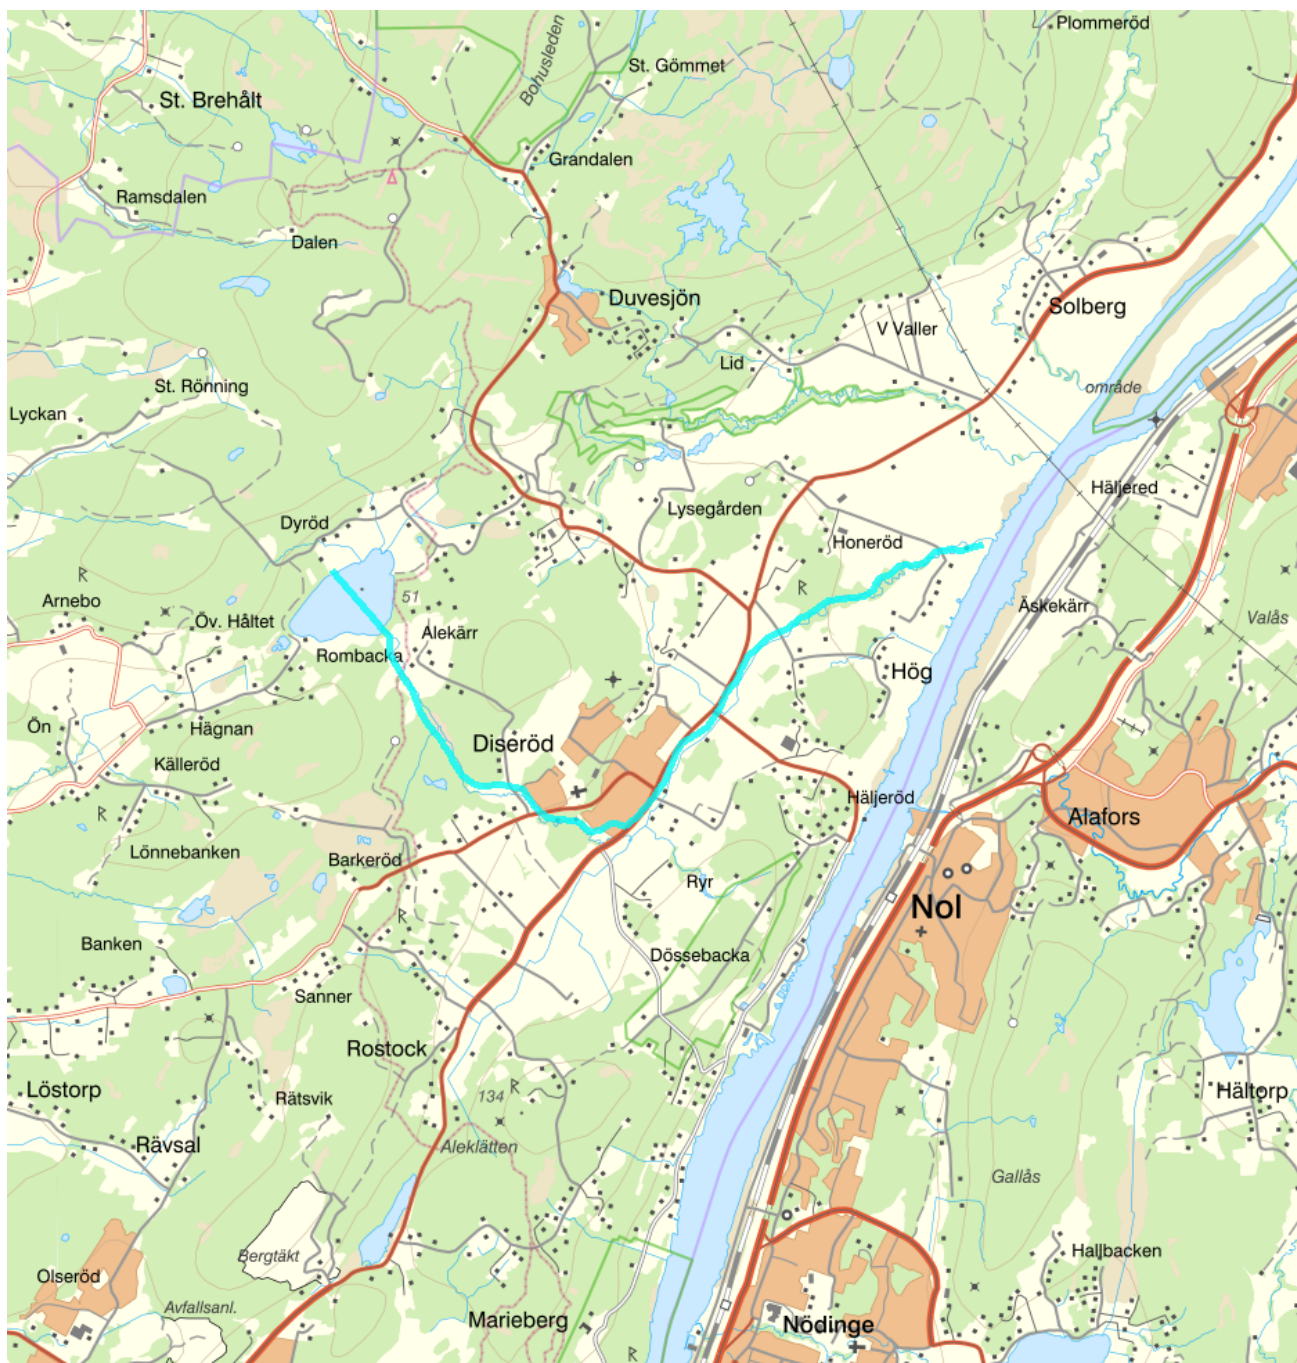 Plommeröd
St. Gömmet
Bohusleden
St. Brehålt
Grandalen
Ramsdalen
Dalen
Duvesjön
Solberg
V Valler
Lid
område
St. Rönning
Lyckan
Häljered
Lysegården
Dyröd
Honeröd
51
Arnebo
Äskekärr
Öv. Håltet
Alekärr
Valås
Rombacka
Hög
Ön
Hägnan
Diseröd
Källeröd
Häljeröd
Alafors
Lönnebanken
Barkeröd
Ryr
Nol
Banken
Dössebacka
Sanner
Rostock
Löstorp
Rätsvik
134
Hältorp
Rävsal
Aleklätten
Gallås
Bergtäkt
Hallbacken
Olseröd
Avfallsanl.
Marieberg
Nödinge